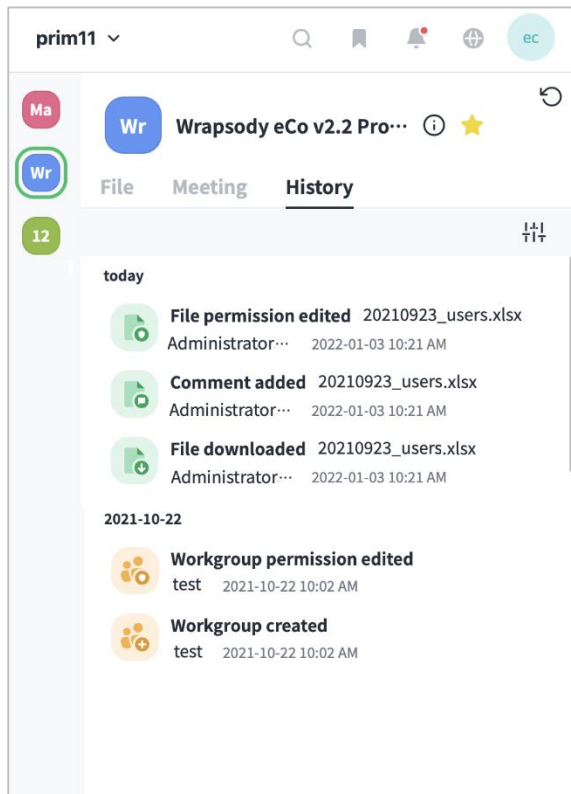 prim11
ec
Ma
Wr
12
Wr Wrapsody eCo v2.2 Pro···
File Meeting History
today
File permission edited 20210923_users.xlsx
Administrator··· 2022-01-03 10:21 AM
Comment added 20210923_users.xlsx
Administrator··· 2022-01-03 10:21 AM
File downloaded 20210923_users.xlsx
Administrator··· 2022-01-03 10:21 AM
2021-10-22
Workgroup permission edited
test 2021-10-22 10:02 AM
Workgroup created
test 2021-10-22 10:02 AM